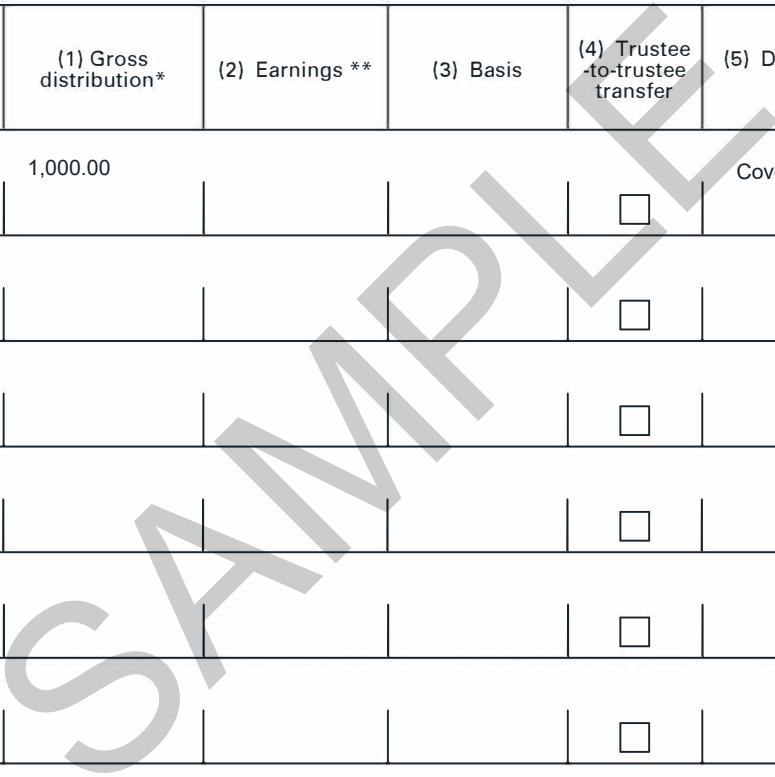 (1) Gross
distribution*
(2) Earnings **
(3) Basis
(4) Trustee
-to-trustee
transfer
(5) D
1,000.00
Cov
SAMPLE